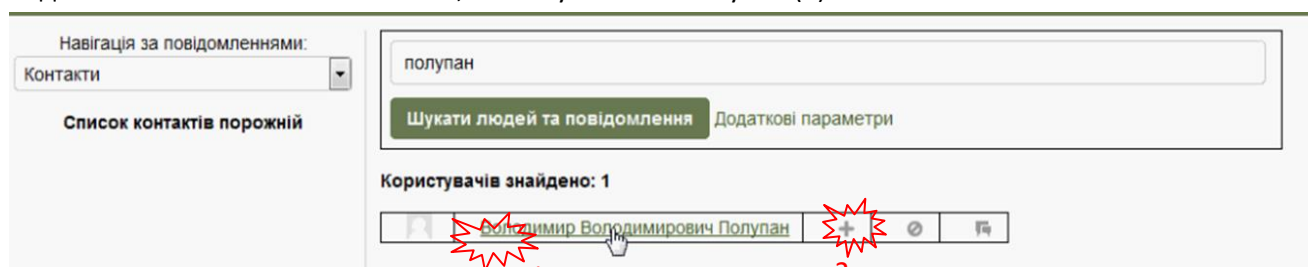 Навігація за повідомленнями:
Контакти
Список контактів порожній
полупан
Шукати людей та повідомлення Додаткові параметри
Користувачів знайдено: 1
Володимир Володимирович Полупан